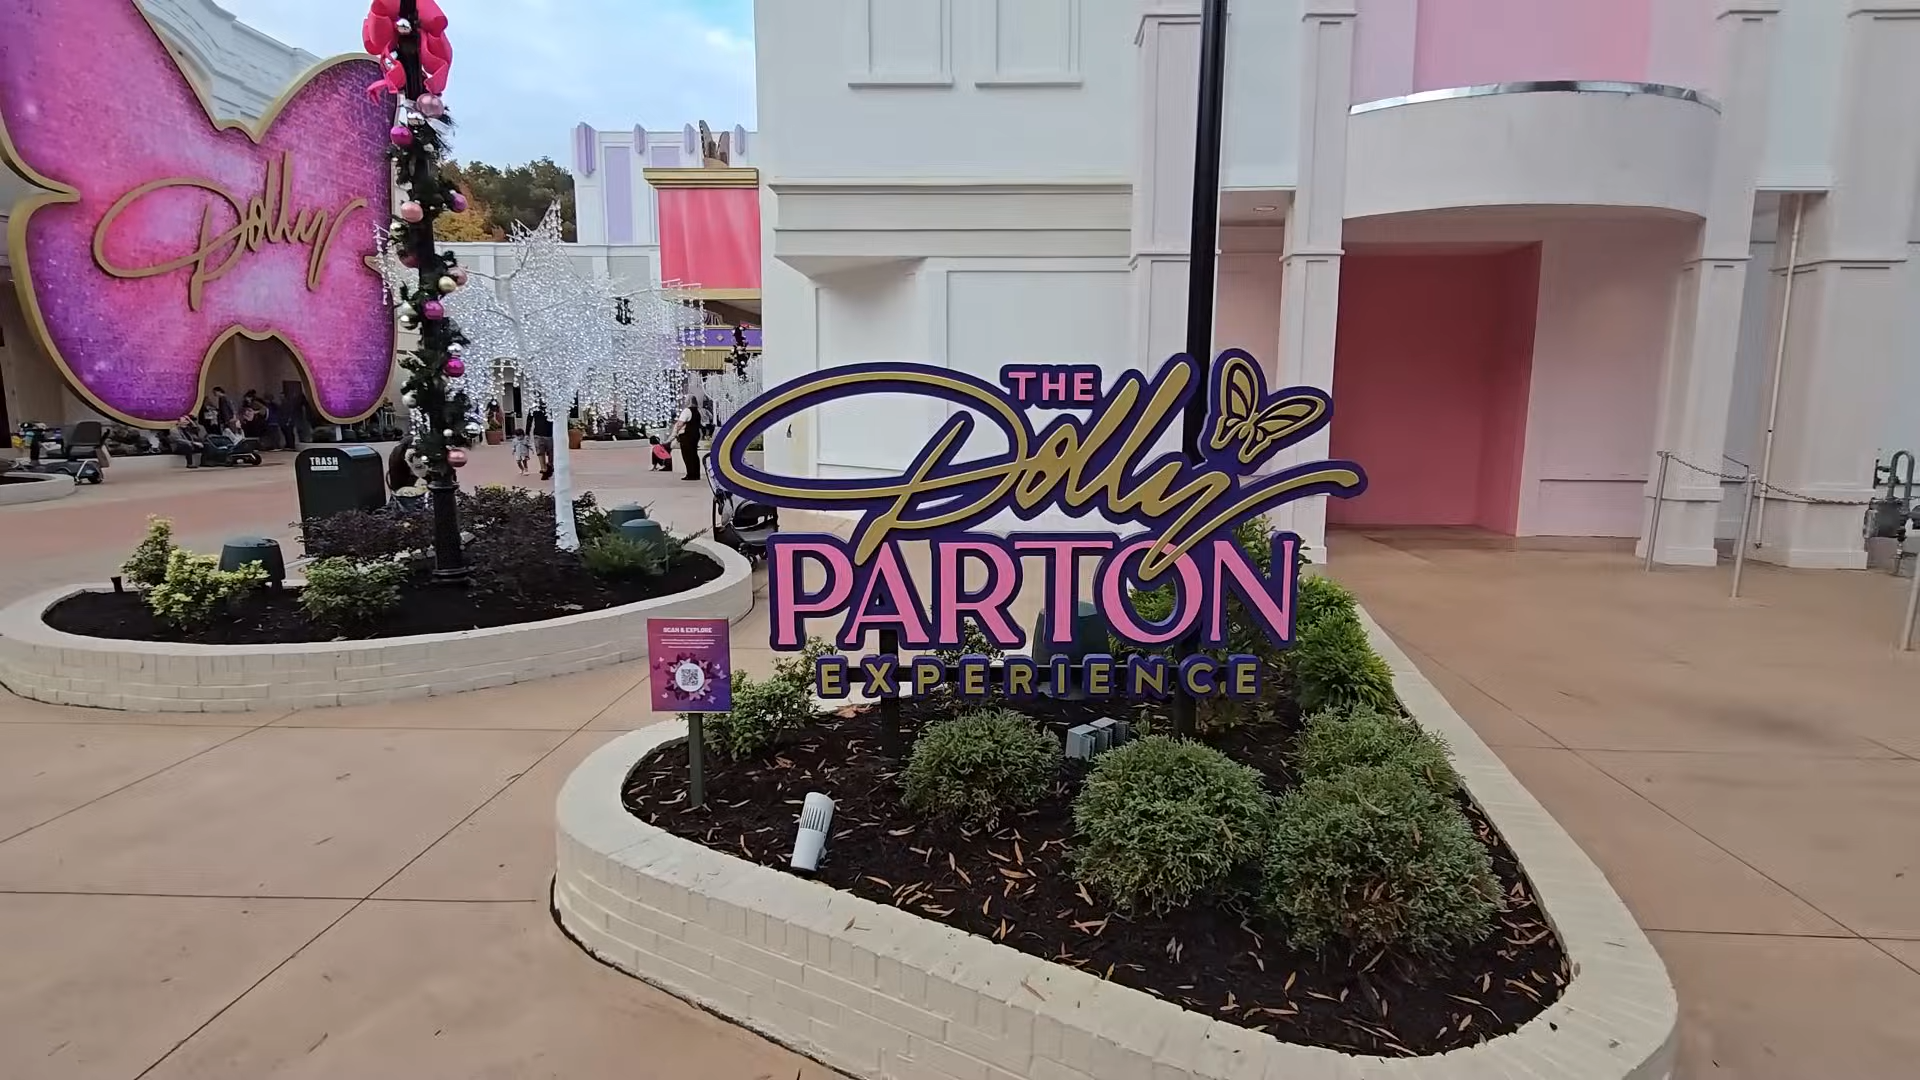 Dolly
TRASH
THE
Dolly
PARTON
EXPERIENCE
SCAN & EXPLORE